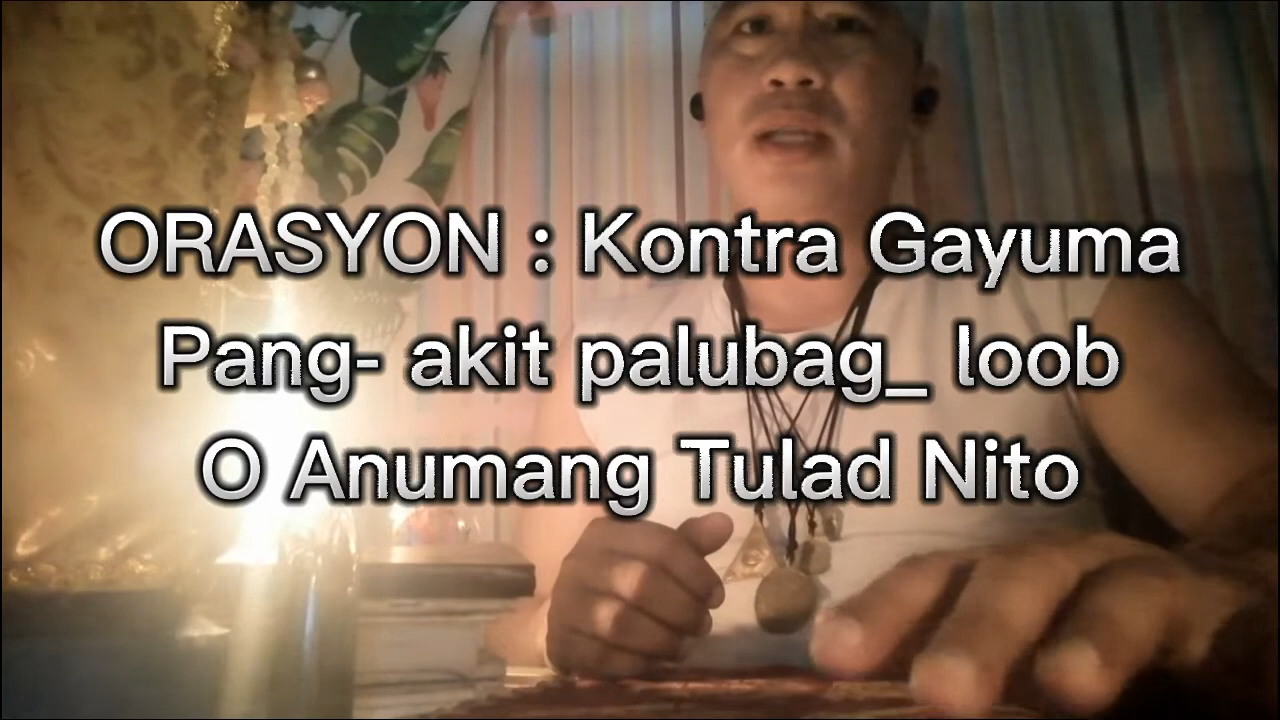 ORASYON : Kontra Gayuma
Pang- akit palubag_ loob
O Anumang Tulad Nito